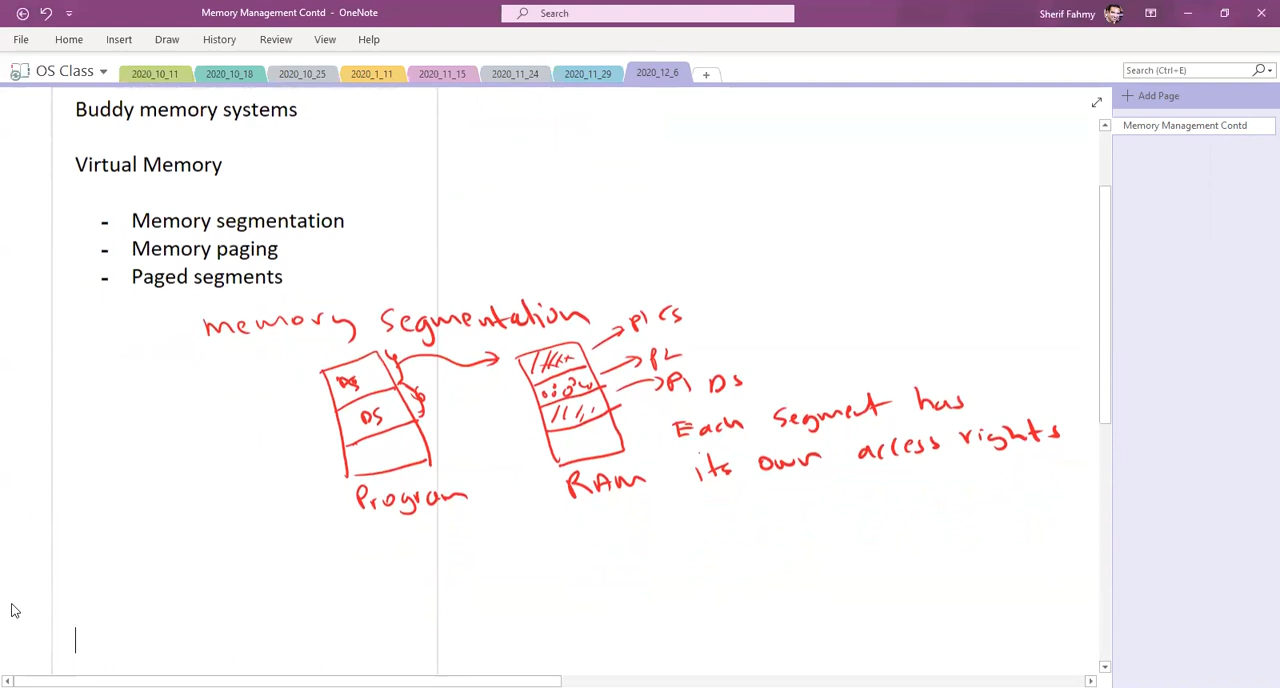 Memory Management Contd - OneNote
Search
Sherif Fahmy
File Home Insert Draw History Review View Help
OS Class
2020_10_11 2020_10_18 2020_10_25 2020_1_11 2020_11_15 2020_11_24 2020_11_29 2020_12_6 +
Search (Ctrl+E)
+ Add Page
Memory Management Contd
Buddy memory systems
Virtual Memory
- Memory segmentation
- Memory paging
- Paged segments
memory segmentation
P1 CS
P2
P1 DS
DS
Program
RAM
Each segment has
its own access rights